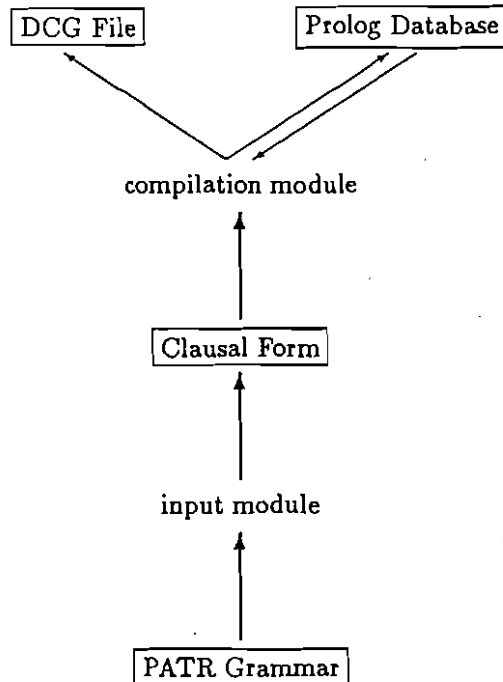 DCG File
Prolog Database
compilation module
Clausal Form
input module
PATR Grammar